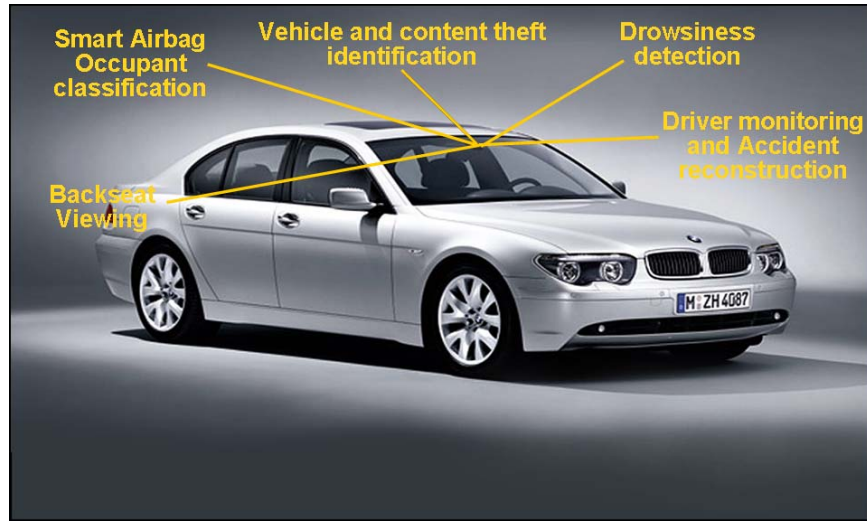 Smart Airbag
Occupant
classification
Vehicle and content theft
identification
Drowsiness
detection
Driver monitoring
and Accident
reconstruction
Backseat
Viewing
M ZH 4087